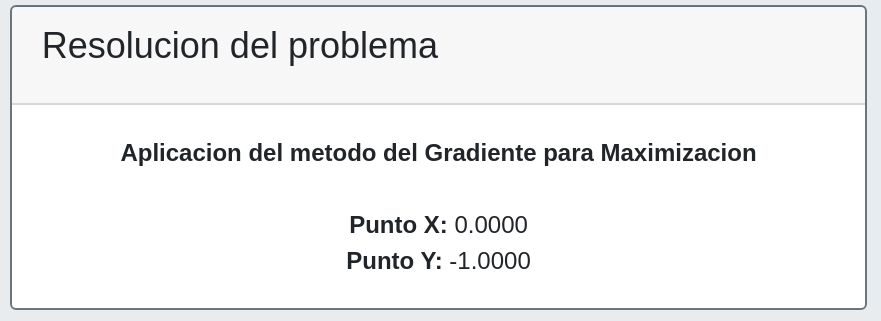 Resolucion del problema
Aplicacion del metodo del Gradiente para Maximizacion
Punto X: 0.0000
Punto Y: -1.0000